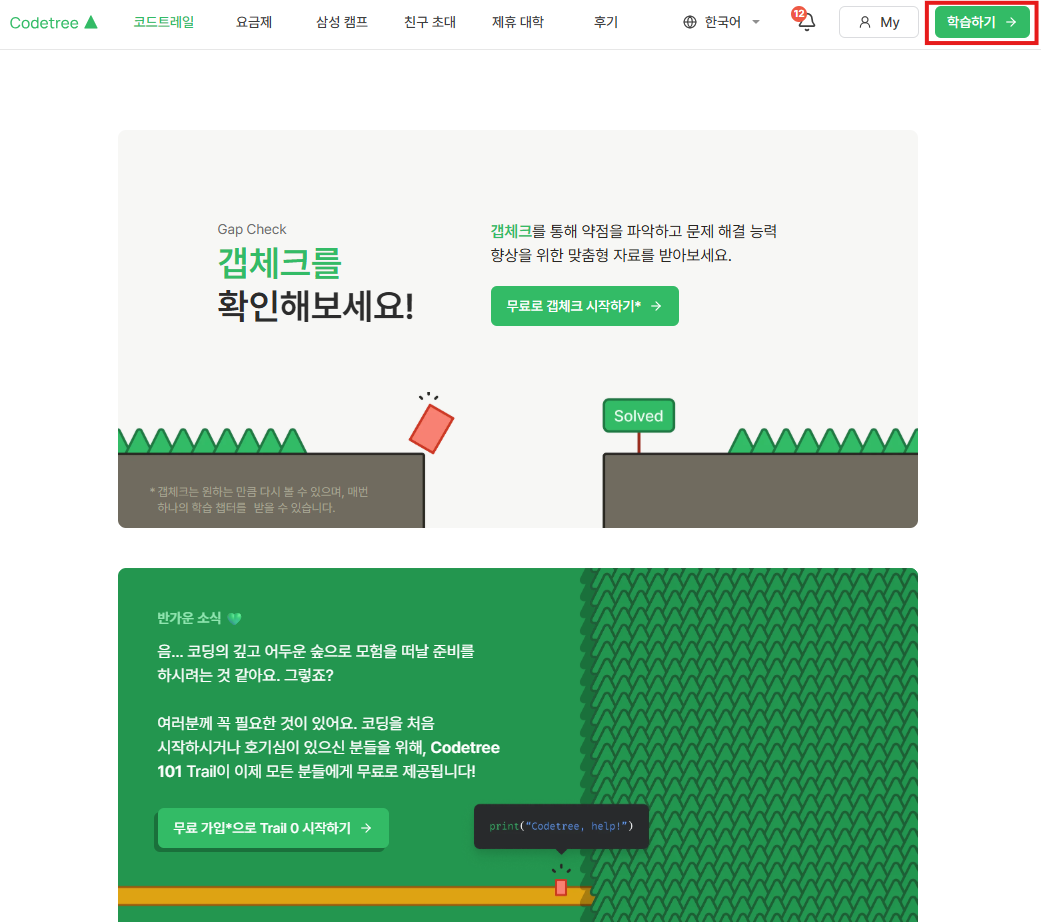 Codetree
코드트레일
요금제
삼성 캠프
친구 초대
제휴 대학
후기
한국어
12
My
학습하기 →
Gap Check
갭체크를
확인해보세요!
갭체크를 통해 약점을 파악하고 문제 해결 능력
향상을 위한 맞춤형 자료를 받아보세요.
무료로 갭체크 시작하기* →
Solved
* 갭체크는 원하는 만큼 다시 볼 수 있으며, 매번
하나의 학습 챕터를 받을 수 있습니다.
반가운 소식 💚
음... 코딩의 깊고 어두운 숲으로 모험을 떠날 준비를
하시려는 것 같아요. 그렇죠?
여러분께 꼭 필요한 것이 있어요. 코딩을 처음
시작하시거나 호기심이 있으신 분들을 위해, Codetree
101 Trail이 이제 모든 분들에게 무료로 제공됩니다!
무료 가입*으로 Trail 0 시작하기 →
print("Codetree, help!")